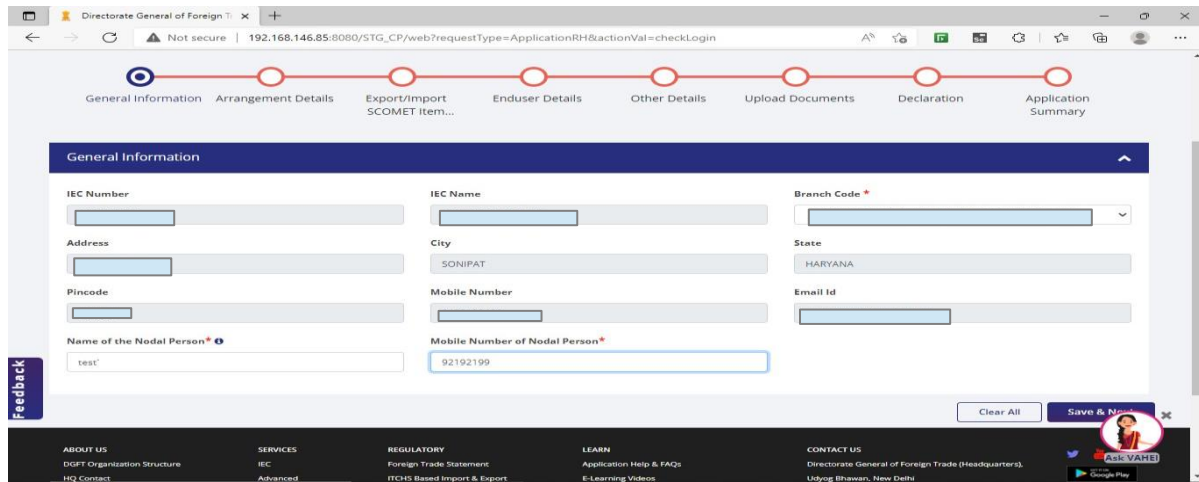 Directorate General of Foreign T
Not secure | 192.168.146.85:8080/STG_CP/web?requestType=ApplicationRH&actionVal=checkLogin
General Information Arrangement Details Export/Import SCOMET Item... Enduser Details Other Details Upload Documents Declaration Application Summary
General Information
IEC Number IEC Name Branch Code *
Address City State
SONIPAT HARYANA
Pincode Mobile Number Email Id
Name of the Nodal Person* Mobile Number of Nodal Person*
test' 92192199
Feedback
Clear All Save & Next
Ask VAHEI
ABOUT US SERVICES REGULATORY LEARN CONTACT US
DGFT Organization Structure IEC Foreign Trade Statement Application Help & FAQs Directorate General of Foreign Trade (Headquarters),
HQ Contact Advanced ITCHS Based Import & Export E-Learning Videos Udyog Bhawan, New Delhi
Google Play